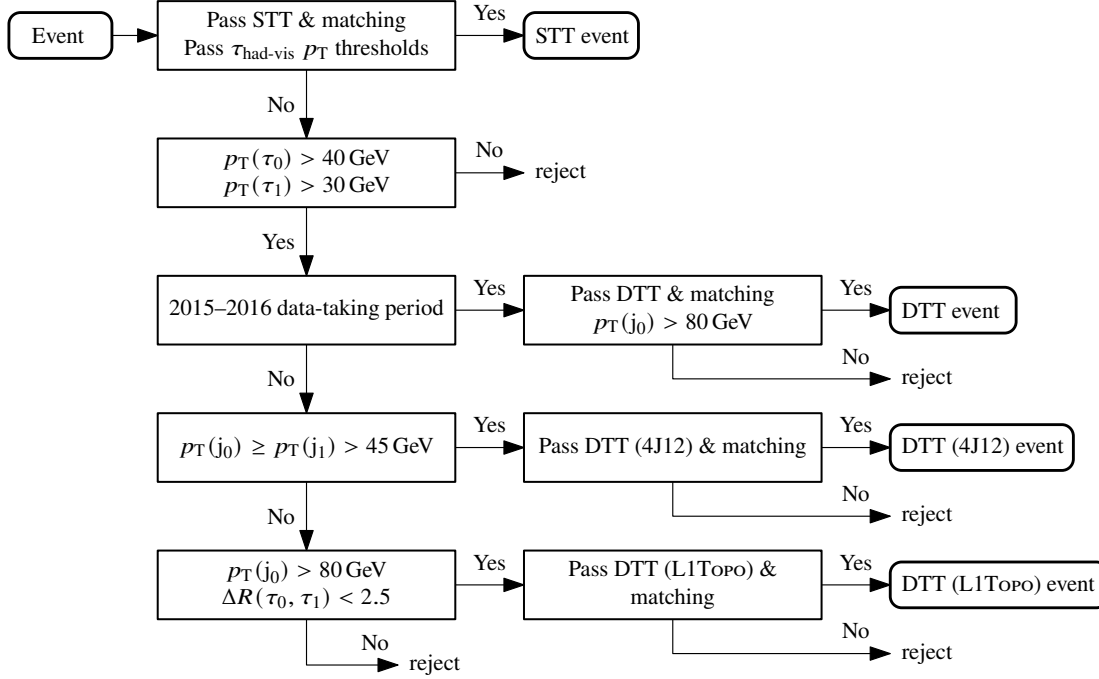 Event
Pass STT & matching
Pass τhad-vis pT thresholds
Yes
STT event
No
pT(τ0) > 40 GeV
pT(τ1) > 30 GeV
No
reject
Yes
2015–2016 data-taking period
Yes
Pass DTT & matching
pT(j0) > 80 GeV
Yes
DTT event
No
reject
No
pT(j0) ≥ pT(j1) > 45 GeV
Yes
Pass DTT (4J12) & matching
Yes
DTT (4J12) event
No
reject
No
pT(j0) > 80 GeV
ΔR(τ0, τ1) < 2.5
Yes
Pass DTT (L1Topo) &
matching
Yes
DTT (L1Topo) event
No
reject
No
reject